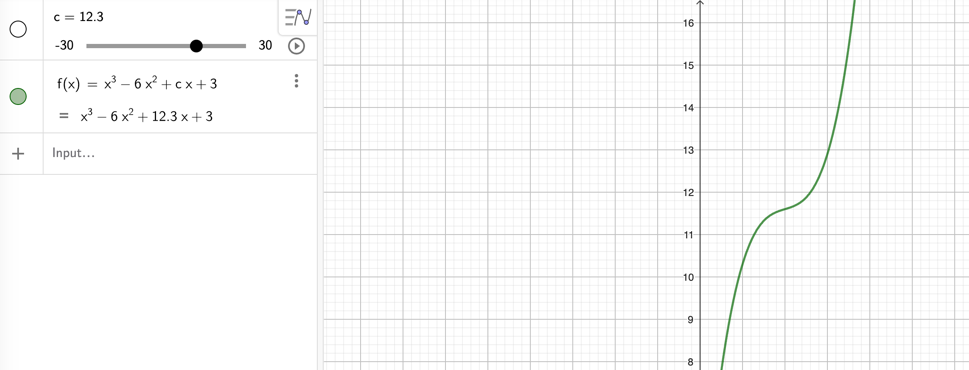 c = 12.3
-30 30
f(x) = x³ − 6 x² + c x + 3
= x³ − 6 x² + 12.3 x + 3
+ Input...
16
15
14
13
12
11
10
9
8